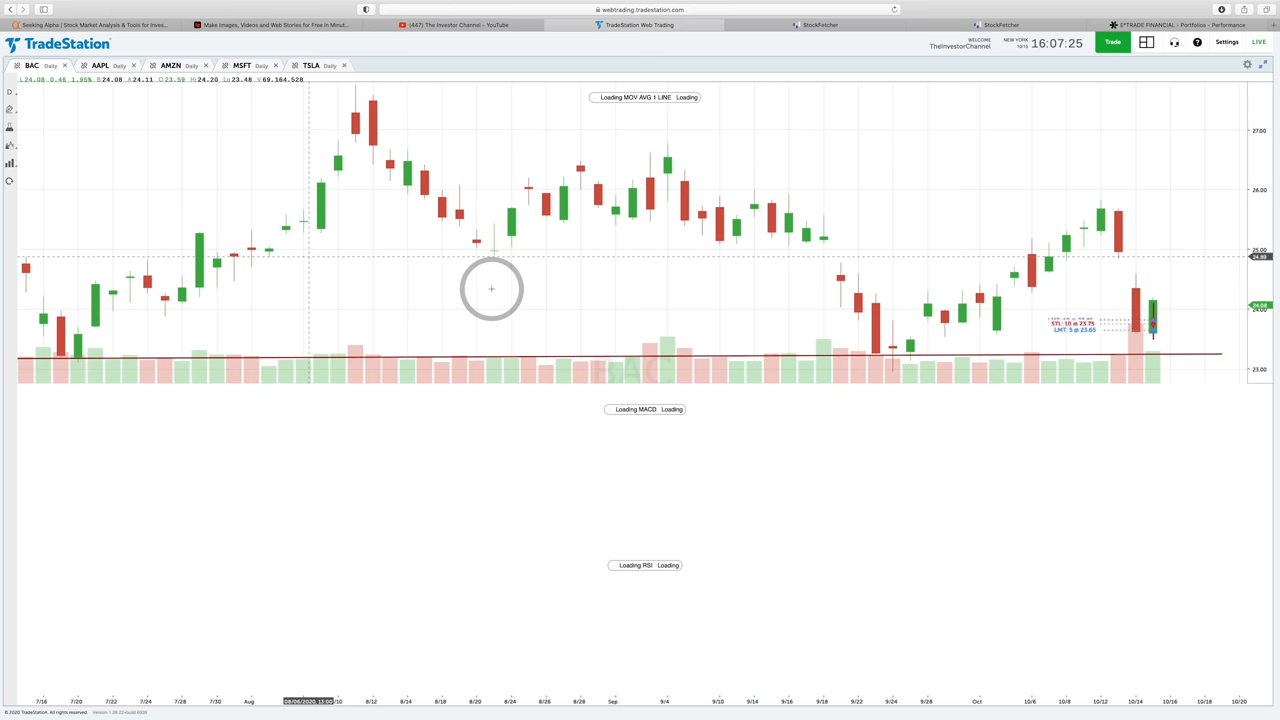 webtrading.tradestation.com
Seeking Alpha | Stock Market Analysis & Tools for Inves...
Make Images, Videos and Web Stories for Free in Minut...
(447) The Investor Channel - YouTube
TradeStation Web Trading
StockFetcher
StockFetcher
E*TRADE FINANCIAL - Portfolios - Performance
TradeStation
WELCOME
TheInvestorChannel
NEW YORK
10/15
16:07:25
Trade
Settings
LIVE
BAC Daily
AAPL Daily
AMZN Daily
MSFT Daily
TSLA Daily
L 24.08 0.46 1.95% B 24.08 A 24.11 O 23.59 Hi 24.20 Lo 23.48 V 69,164,528
D
Loading MOV AVG 1 LINE Loading
27.00
26.00
25.00
24.89
24.08
24.00
23.00
STL: 10 @ 23.75
LMT: 5 @ 23.65
BAC
Loading MACD Loading
Loading RSI Loading
7/16 7/20 7/22 7/24 7/28 7/30 Aug 08/06/2020, 13:00 /10 8/12 8/14 8/18 8/20 8/24 8/26 8/28 Sep 9/4 9/10 9/14 9/16 9/18 9/22 9/24 9/28 Oct 10/6 10/8 10/12 10/14 10/16 10/18 10/20
© 2020 TradeStation. All rights reserved.